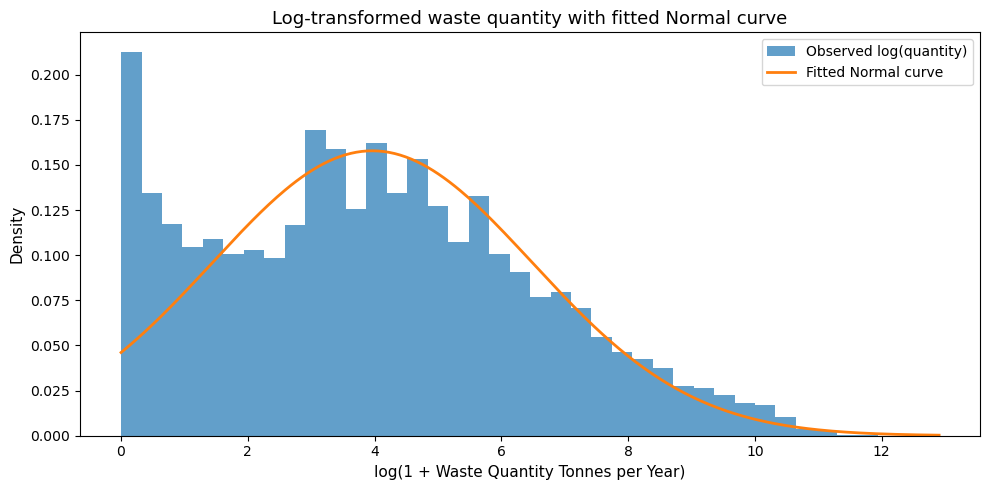 Log-transformed waste quantity with fitted Normal curve
Observed log(quantity)
Fitted Normal curve
Density
0.200
0.175
0.150
0.125
0.100
0.075
0.050
0.025
0.000
0 2 4 6 8 10 12
log(1 + Waste Quantity Tonnes per Year)